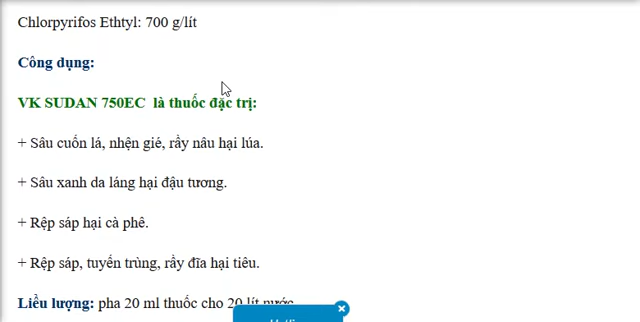 Chlorpyrifos Ethtyl: 700 g/lít
Công dụng:
VK SUDAN 750EC là thuốc đặc trị:
+ Sâu cuốn lá, nhện gié, rầy nâu hại lúa.
+ Sâu xanh da láng hại đậu tương.
+ Rệp sáp hại cà phê.
+ Rệp sáp, tuyến trùng, rầy đĩa hại tiêu.
Liều lượng: pha 20 ml thuốc cho 20 lít nước